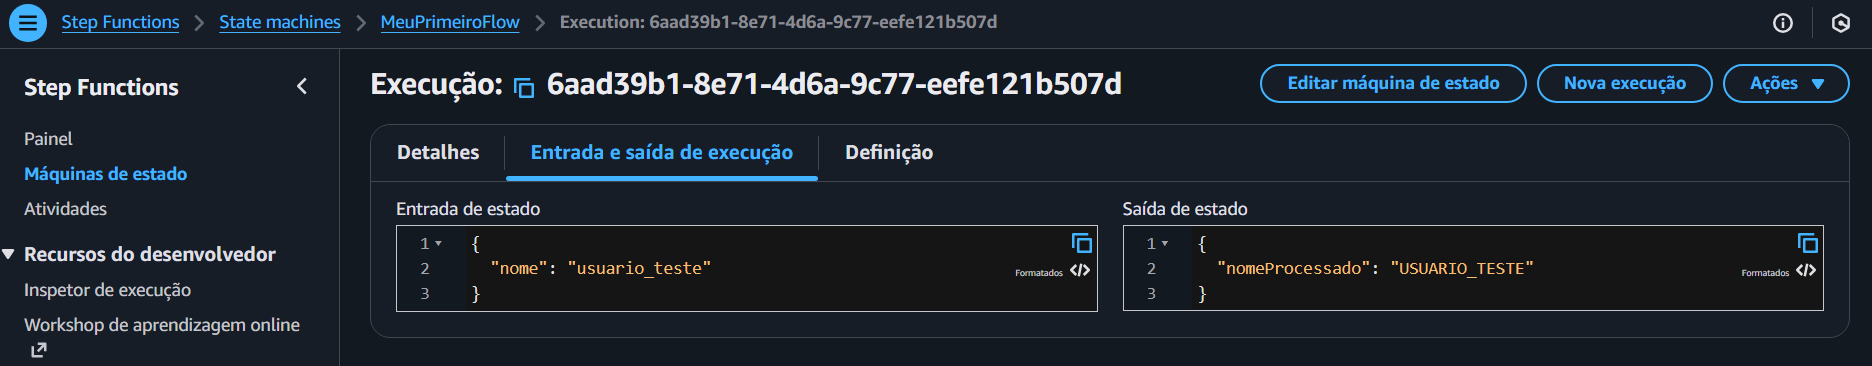 Step Functions > State machines > MeuPrimeiroFlow > Execution: 6aad39b1-8e71-4d6a-9c77-eefe121b507d
Step Functions
Painel
Máquinas de estado
Atividades
Recursos do desenvolvedor
Inspetor de execução
Workshop de aprendizagem online
Execução: 6aad39b1-8e71-4d6a-9c77-eefe121b507d
Editar máquina de estado
Nova execução
Ações
Detalhes
Entrada e saída de execução
Definição
Entrada de estado
1 {
2 "nome": "usuario_teste"
3 }
Formatados
Saída de estado
1 {
2 "nomeProcessado": "USUARIO_TESTE"
3 }
Formatados